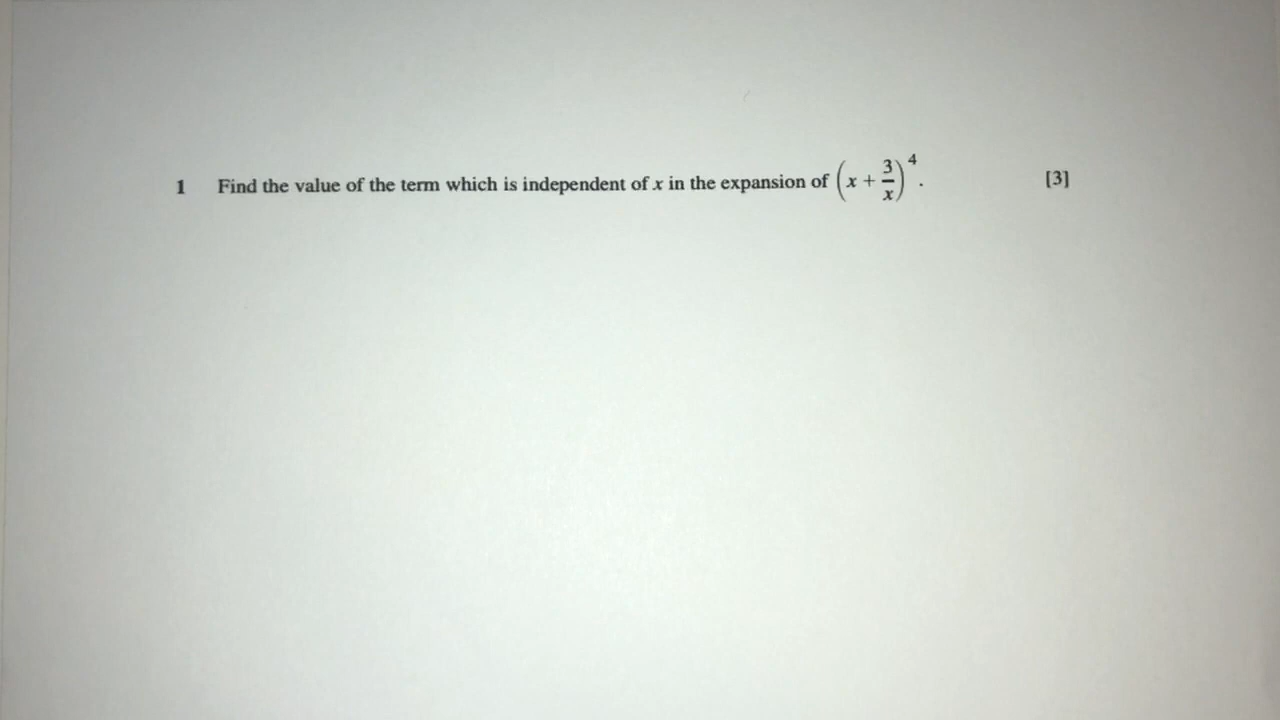 1 Find the value of the term which is independent of x in the expansion of (x + 3/x)^4. [3]